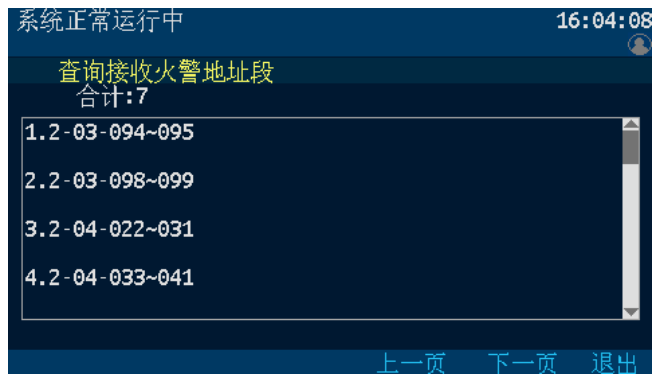 系统正常运行中 16:04:08
查询接收火警地址段
合计:7
1.2-03-094~095
2.2-03-098~099
3.2-04-022~031
4.2-04-033~041
上一页 下一页 退出